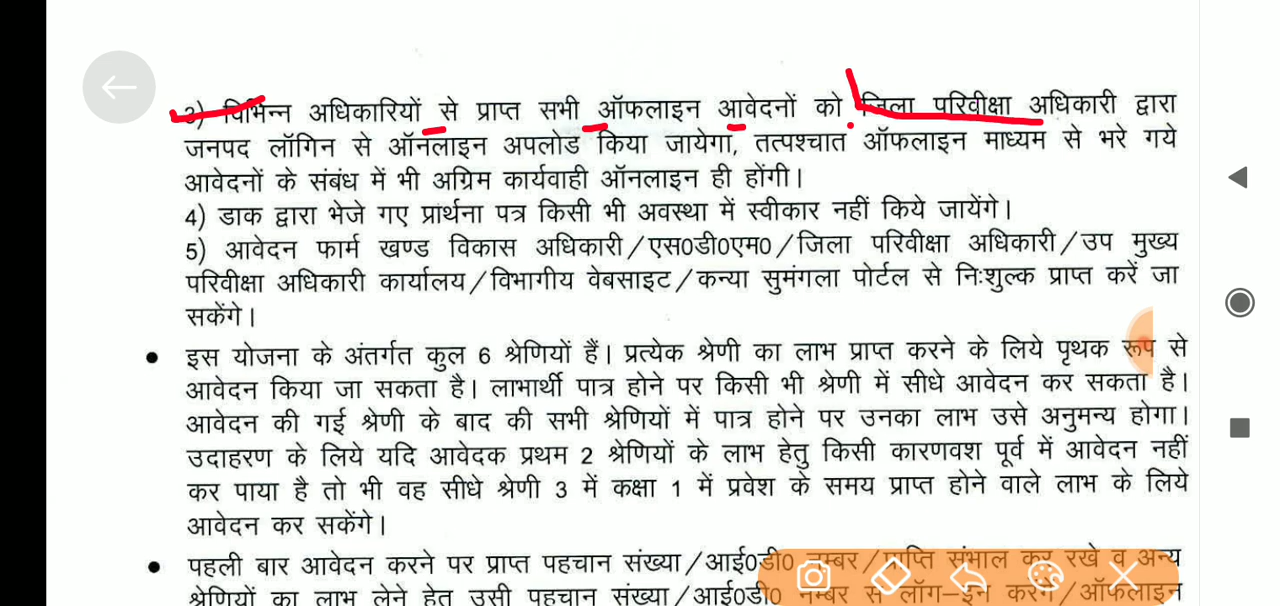 3) विभिन्न अधिकारियों से प्राप्त सभी ऑफलाइन आवेदनों को जिला परिवीक्षा अधिकारी द्वारा
जनपद लॉगिन से ऑनलाइन अपलोड किया जायेगा, तत्पश्चात ऑफलाइन माध्यम से भरे गये
आवेदनों के संबंध में भी अग्रिम कार्यवाही ऑनलाइन ही होंगी।
4) डाक द्वारा भेजे गए प्रार्थना पत्र किसी भी अवस्था में स्वीकार नहीं किये जायेंगे।
5) आवेदन फार्म खण्ड विकास अधिकारी/एस0डी0एम0/जिला परिवीक्षा अधिकारी/उप मुख्य
परिवीक्षा अधिकारी कार्यालय/विभागीय वेबसाइट/कन्या सुमंगला पोर्टल से निःशुल्क प्राप्त करें जा
सकेंगे।
• इस योजना के अंतर्गत कुल 6 श्रेणियों हैं। प्रत्येक श्रेणी का लाभ प्राप्त करने के लिये पृथक रूप से
आवेदन किया जा सकता है। लाभार्थी पात्र होने पर किसी भी श्रेणी में सीधे आवेदन कर सकता है।
आवेदन की गई श्रेणी के बाद की सभी श्रेणियों में पात्र होने पर उनका लाभ उसे अनुमन्य होगा।
उदाहरण के लिये यदि आवेदक प्रथम 2 श्रेणियों के लाभ हेतु किसी कारणवश पूर्व में आवेदन नहीं
कर पाया है तो भी वह सीधे श्रेणी 3 में कक्षा 1 में प्रवेश के समय प्राप्त होने वाले लाभ के लिये
आवेदन कर सकेंगे।
• पहली बार आवेदन करने पर प्राप्त पहचान संख्या/आई0डी0 नम्बर/प्राप्ति संभाल कर रखे व अन्य
श्रेणियों का लाभ लेने हेतु उसी पहचान संख्या/आई0डी0 नम्बर से लॉग-इन करेंगे/ऑफलाइन